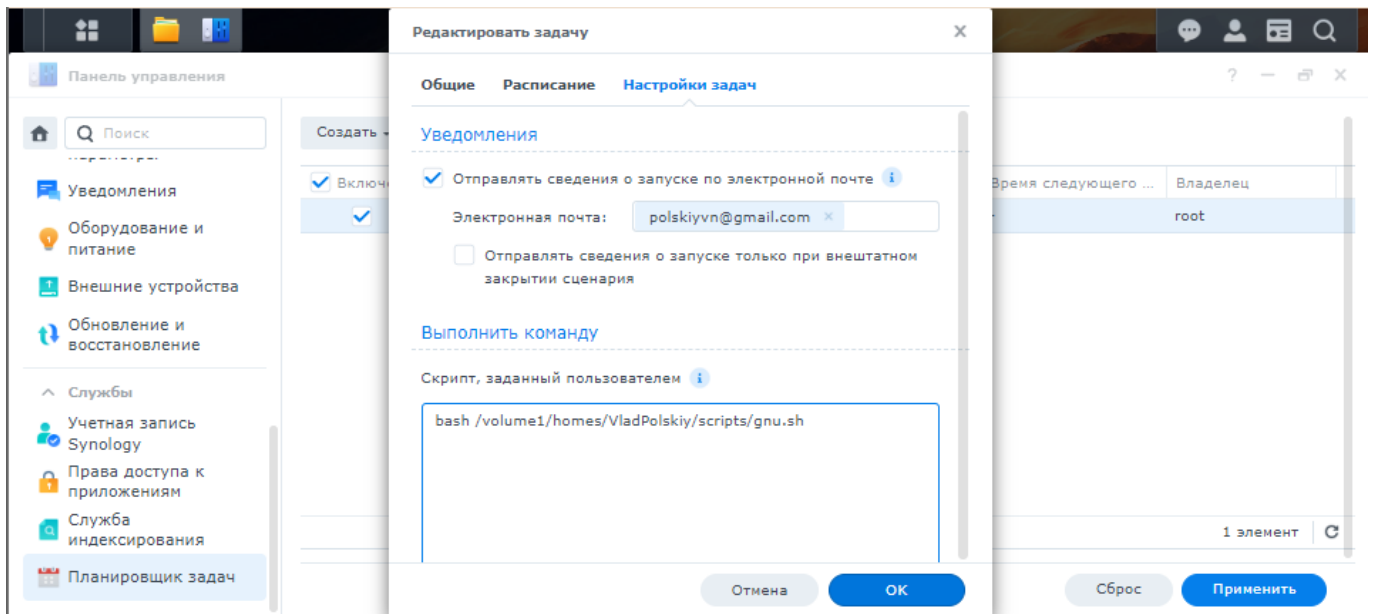 Редактировать задачу
Панель управления
Общие Расписание Настройки задач
Поиск
Создать
Уведомления
Уведомления
Включ
Отправлять сведения о запуске по электронной почте
Время следующего ...
Владелец
Электронная почта:
polskiyvn@gmail.com
root
Оборудование и
питание
Отправлять сведения о запуске только при внештатном
закрытии сценария
Внешние устройства
Обновление и
восстановление
Выполнить команду
Скрипт, заданный пользователем
Службы
bash /volume1/homes/VladPolskiy/scripts/gnu.sh
Учетная запись
Synology
Права доступа к
приложениям
Служба
индексирования
1 элемент
Планировщик задач
Отмена
ОК
Сброс
Применить